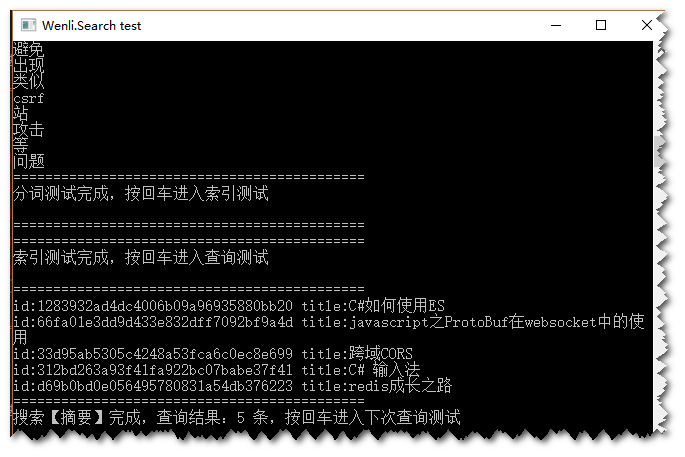 Wenli.Search test
避免
出现
类似
csrf
站
攻击
等
问题
============================================
分词测试完成，按回车进入索引测试
============================================
============================================
索引测试完成，按回车进入查询测试
============================================
id:1283932ad4dc4006b09a96935880bb20 title:C#如何使用ES
id:66fa01e3dd9d433e832dff7092bf9a4d title:javascript之ProtoBuf在websocket中的使
用
id:33d95ab5305c4248a53fca6c0ec8e699 title:跨域CORS
id:312bd263a93f41fa922bc07babe37f41 title:C# 输入法
id:d69b0bd0e056495780831a54db376223 title:redis成长之路
============================================
搜索【摘要】完成，查询结果：5 条，按回车进入下次查询测试